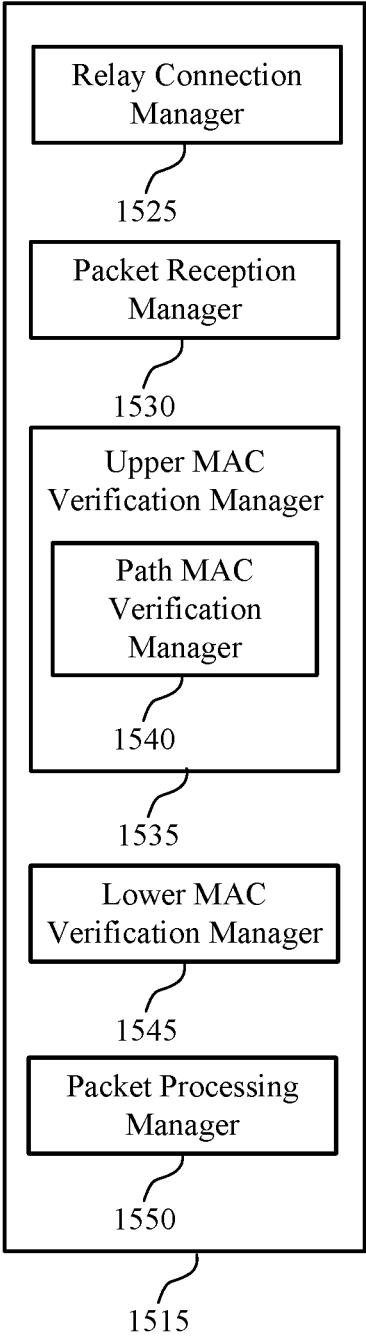 Relay Connection
Manager
1525
Packet Reception
Manager
1530
Upper MAC
Verification Manager
Path MAC
Verification
Manager
1540
1535
Lower MAC
Verification Manager
1545
Packet Processing
Manager
1550
1515